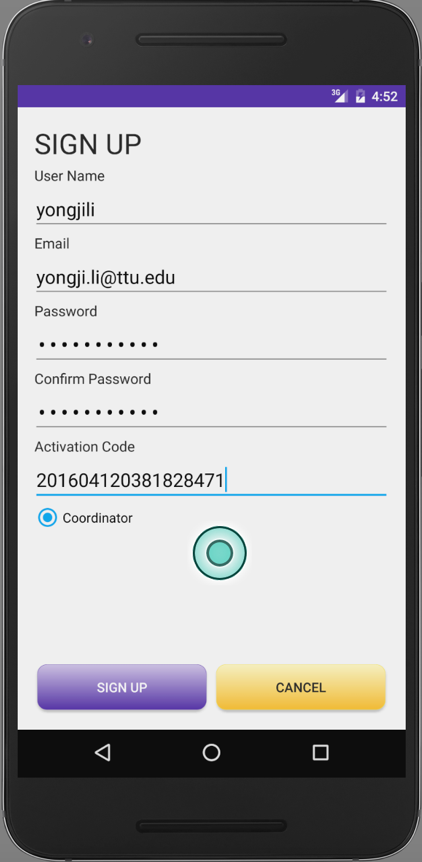 3G 4:52
SIGN UP
User Name
yongjili
Email
yongji.li@ttu.edu
Password
•••••••••••
Confirm Password
•••••••••••
Activation Code
201604120381828471
Coordinator
SIGN UP CANCEL